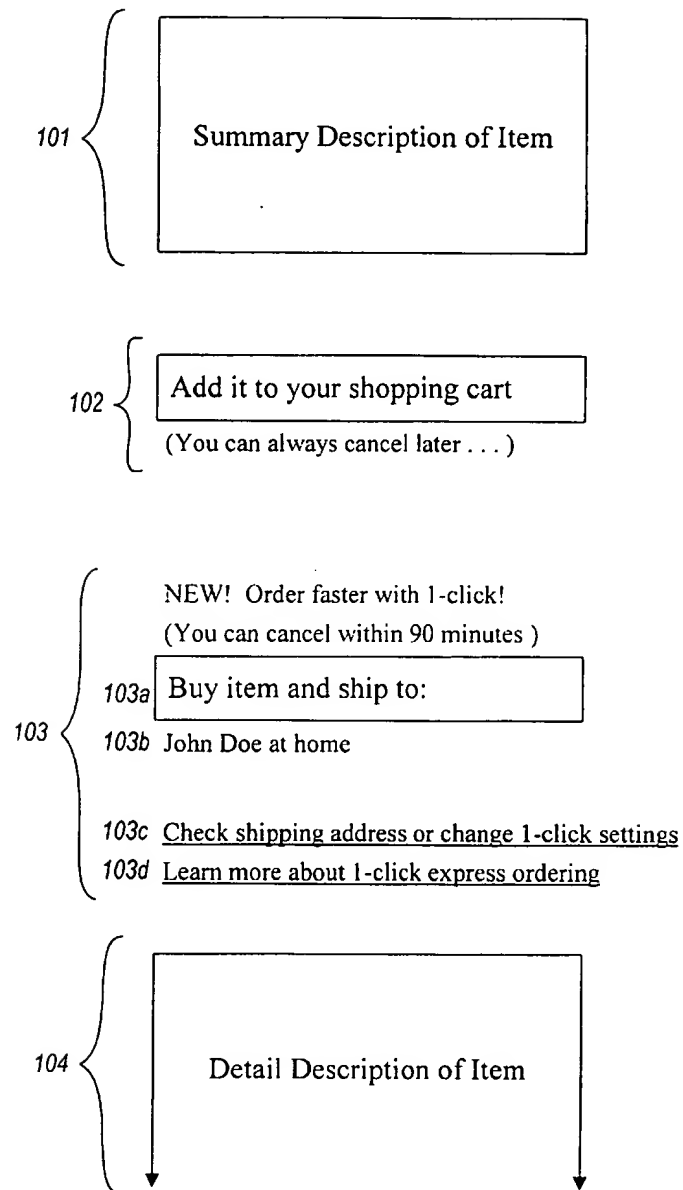 101 Summary Description of Item
102 Add it to your shopping cart
(You can always cancel later . . . )
NEW! Order faster with 1-click!
(You can cancel within 90 minutes )
103a Buy item and ship to:
103 103b John Doe at home
103c Check shipping address or change 1-click settings
103d Learn more about 1-click express ordering
104 Detail Description of Item